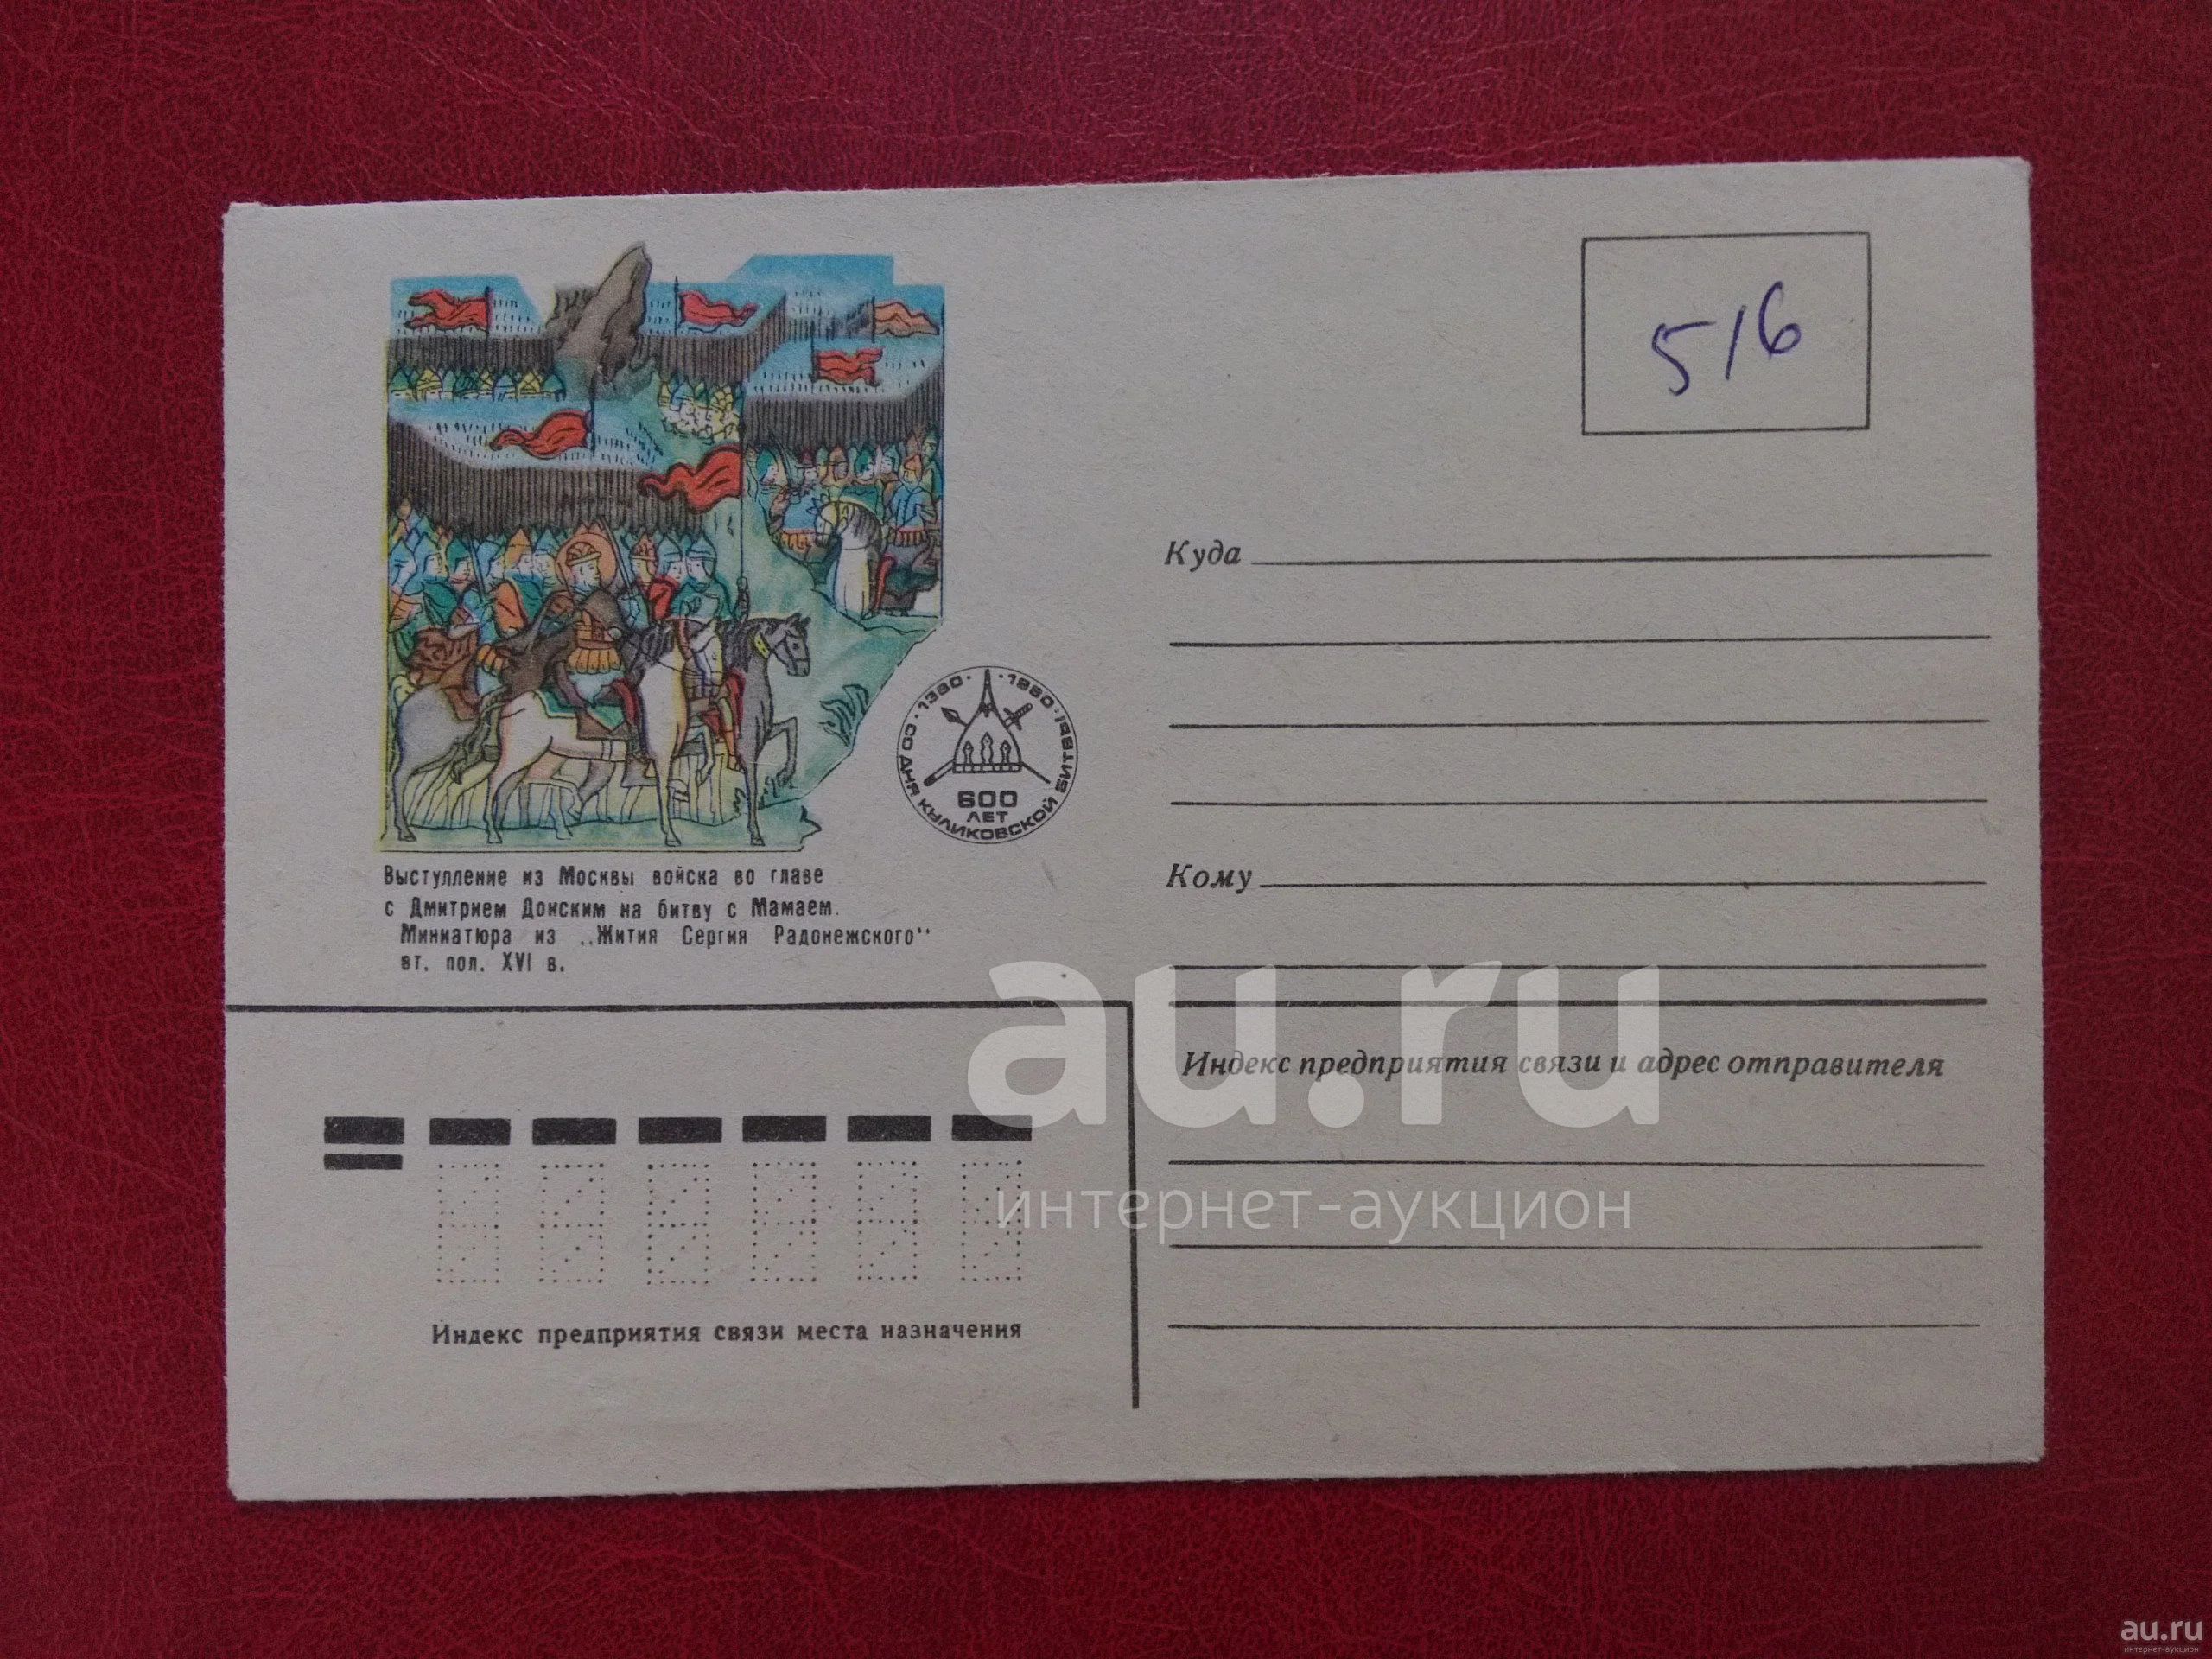 516
1380 · 1980
· СО ДНЯ КУЛИКОВСКОЙ БИТВЫ ·
600
ЛЕТ
Выступление из Москвы войска во главе
с Дмитрием Донским на битву с Мамаем.
Миниатюра из „Жития Сергия Радонежского"
вт. пол. XVI в.
Куда
Кому
Индекс предприятия связи и адрес отправителя
Индекс предприятия связи места назначения
au.ru
интернет-аукцион
au.ru
интернет-аукцион